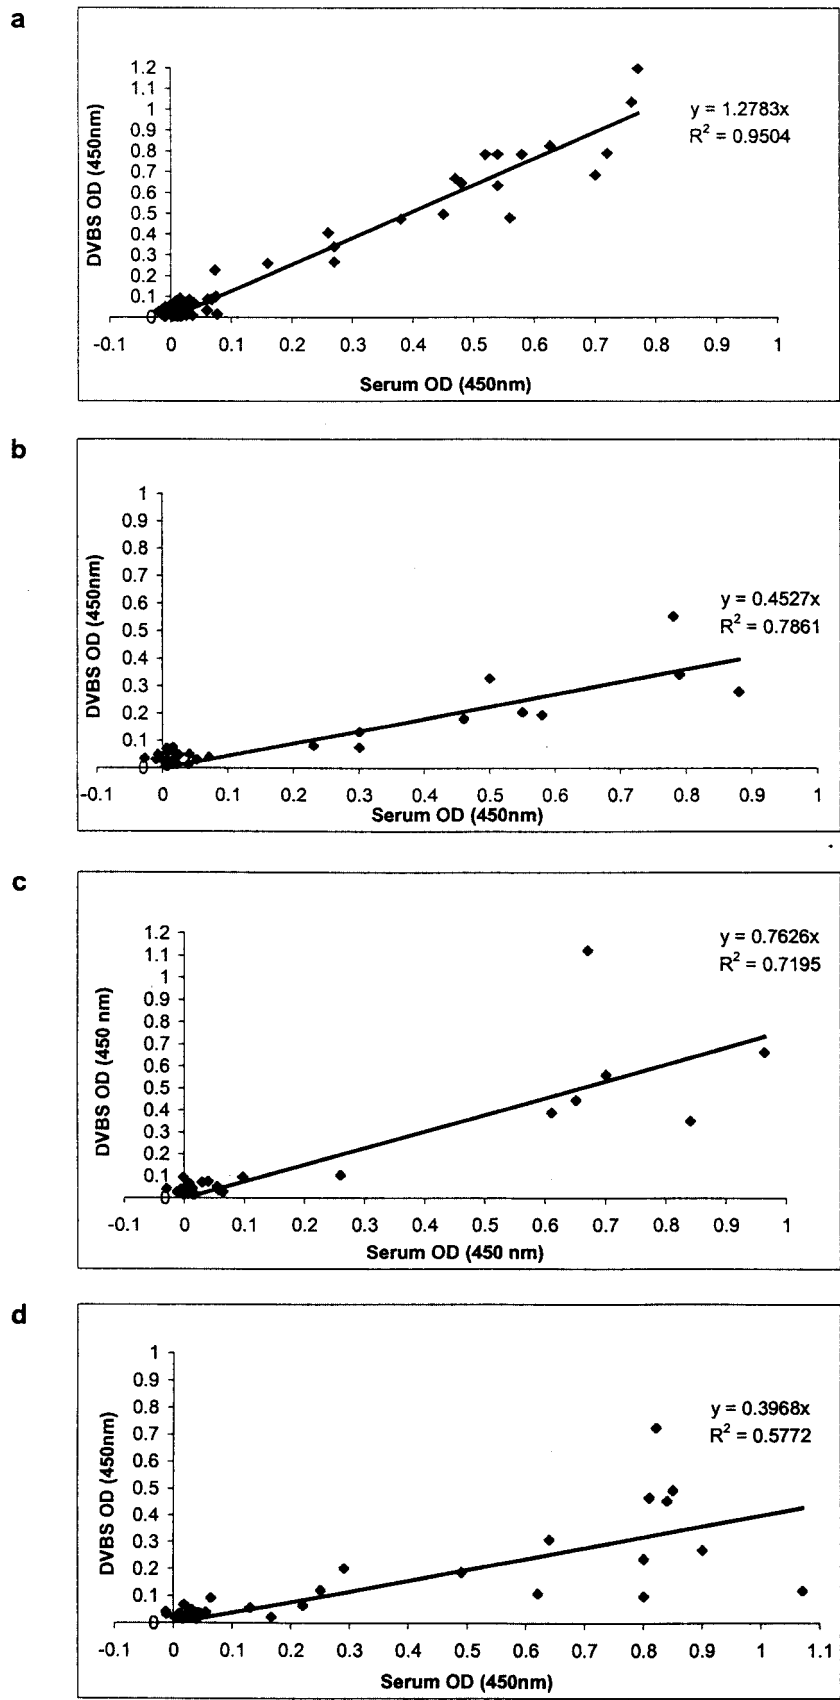 a
1.2
1.1
1
0.9
0.8
0.7
0.6
0.5
0.4
0.3
0.2
0.1
0
DVBS OD (450nm)
y = 1.2783x
R² = 0.9504
-0.1 0 0.1 0.2 0.3 0.4 0.5 0.6 0.7 0.8 0.9 1
Serum OD (450nm)
b
1
0.9
0.8
0.7
0.6
0.5
0.4
0.3
0.2
0.1
0
DVBS OD (450nm)
y = 0.4527x
R² = 0.7861
-0.1 0 0.1 0.2 0.3 0.4 0.5 0.6 0.7 0.8 0.9 1
Serum OD (450nm)
c
1.2
1.1
1
0.9
0.8
0.7
0.6
0.5
0.4
0.3
0.2
0.1
0
DVBS OD (450 nm)
y = 0.7626x
R² = 0.7195
-0.1 0 0.1 0.2 0.3 0.4 0.5 0.6 0.7 0.8 0.9 1
Serum OD (450 nm)
d
1
0.9
0.8
0.7
0.6
0.5
0.4
0.3
0.2
0.1
0
DVBS OD (450nm)
y = 0.3968x
R² = 0.5772
-0.1 0 0.1 0.2 0.3 0.4 0.5 0.6 0.7 0.8 0.9 1 1.1
Serum OD (450nm)